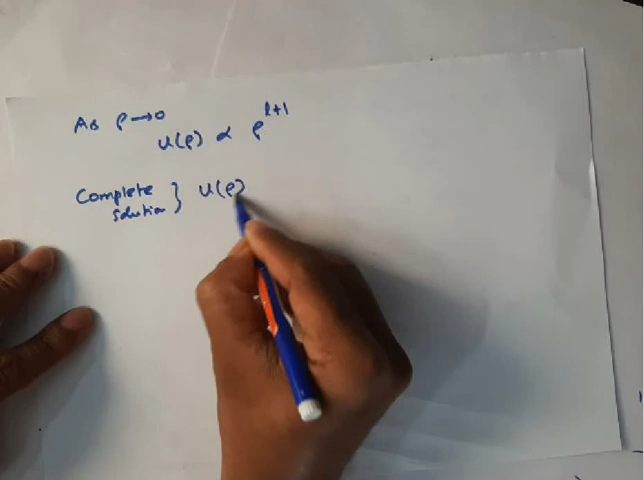 As ρ→0
u(ρ) ∝ ρ^{l+1}
Complete } u(ρ)
solution